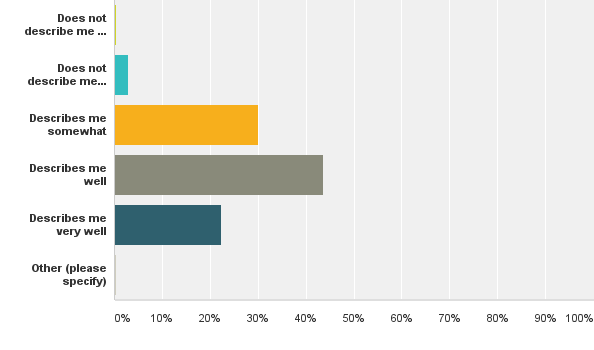 Does not
describe me ...
Does not
describe me...
Describes me
somewhat
Describes me
well
Describes me
very well
Other (please
specify)
0% 10% 20% 30% 40% 50% 60% 70% 80% 90% 100%